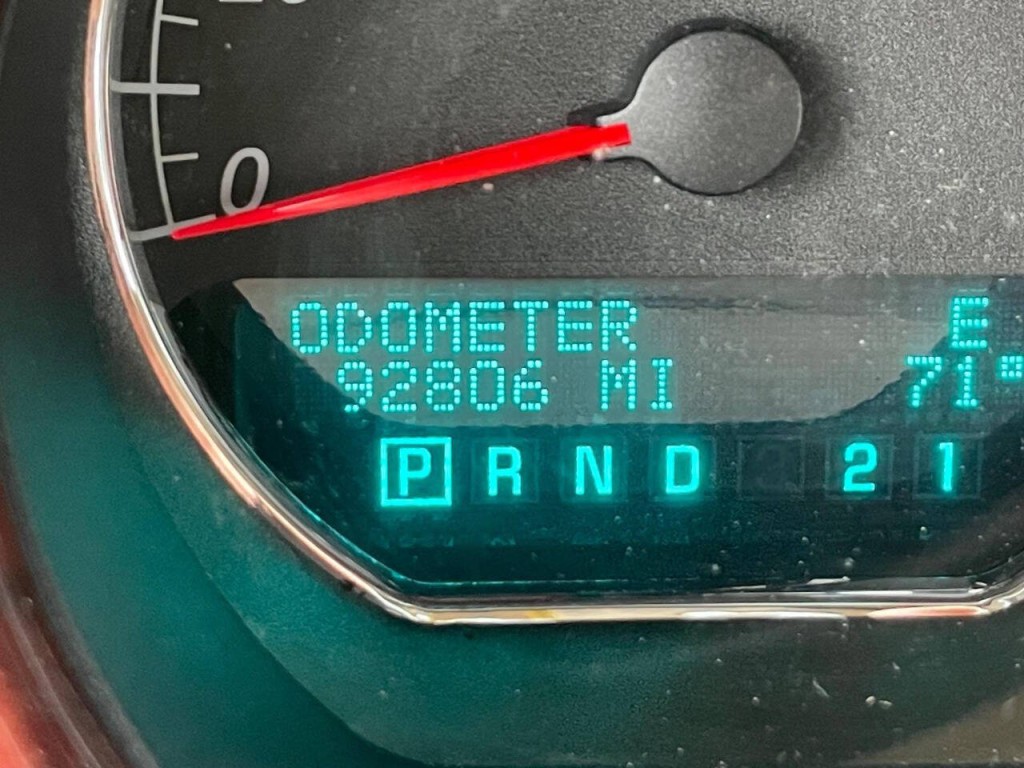 0
ODOMETER E
92806 MI 71°
P R N D 2 1